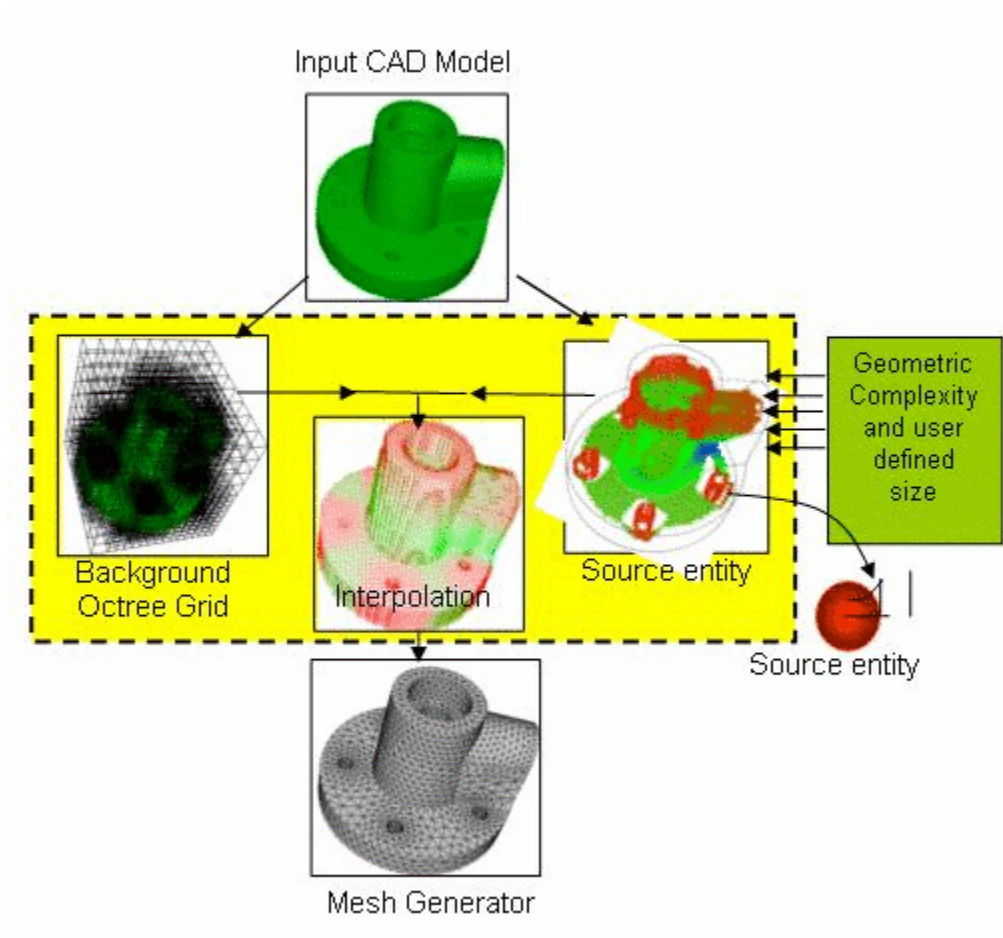 Input CAD Model
Geometric
Complexity
and user
defined
size
Background
Octree Grid
Interpolation
Source entity
Source entity
Mesh Generator